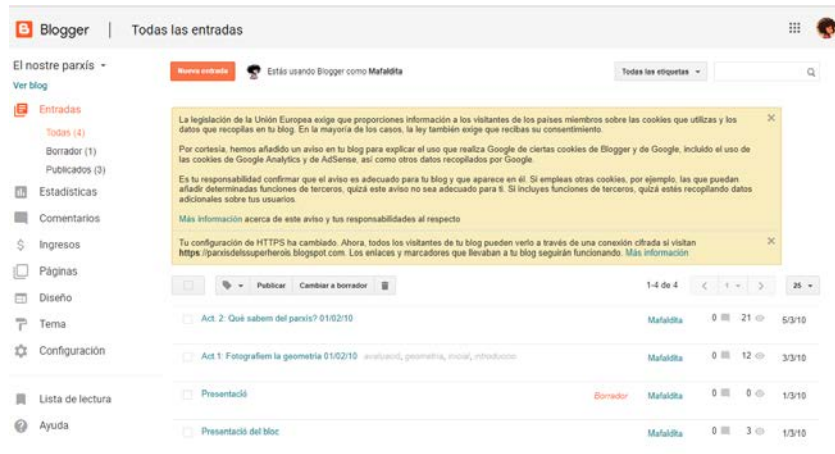 Blogger | Todas las entradas
El nostre parxís
Ver blog
Nueva entrada
Estás usando Blogger como Mafaldita
Todas las etiquetas
Entradas
Todas (4)
Borrador (1)
Publicados (3)
Estadísticas
Comentarios
Ingresos
Páginas
Diseño
Tema
Configuración
Lista de lectura
Ayuda
La legislación de la Unión Europea exige que proporciones información a los visitantes de los países miembros sobre las cookies que utilizas y los
datos que recopilas en tu blog. En la mayoría de los casos, la ley también exige que recibas su consentimiento.
Por cortesía, hemos añadido un aviso en tu blog para explicar el uso que realiza Google de ciertas cookies de Blogger y de Google, incluido el uso de
las cookies de Google Analytics y de AdSense, así como otros datos recopilados por Google.
Es tu responsabilidad confirmar que el aviso es adecuado para tu blog y que aparece en él. Si empleas otras cookies, por ejemplo, las que puedan
añadir determinadas funciones de terceros, quizá este aviso no sea adecuado para ti. Si incluyes funciones de terceros, quizá estés recopilando datos
adicionales sobre tus usuarios.
Más información acerca de este aviso y tus responsabilidades al respecto
Tu configuración de HTTPS ha cambiado. Ahora, todos los visitantes de tu blog pueden verlo a través de una conexión cifrada si visitan
https://parxisdelssuperherois.blogspot.com. Los enlaces y marcadores que llevaban a tu blog seguirán funcionando. Más información
Publicar Cambiar a borrador 1-4 de 4 1 25
Act. 2: Què sabem del parxís? 01/02/10 Mafaldita 0 21 5/3/10
Act.1: Fotografiem la geometria 01/02/10 avaluació, geometria, inicial, introducció Mafaldita 0 12 3/3/10
Presentació Borrador Mafaldita 0 0 1/3/10
Presentació del bloc Mafaldita 0 3 1/3/10